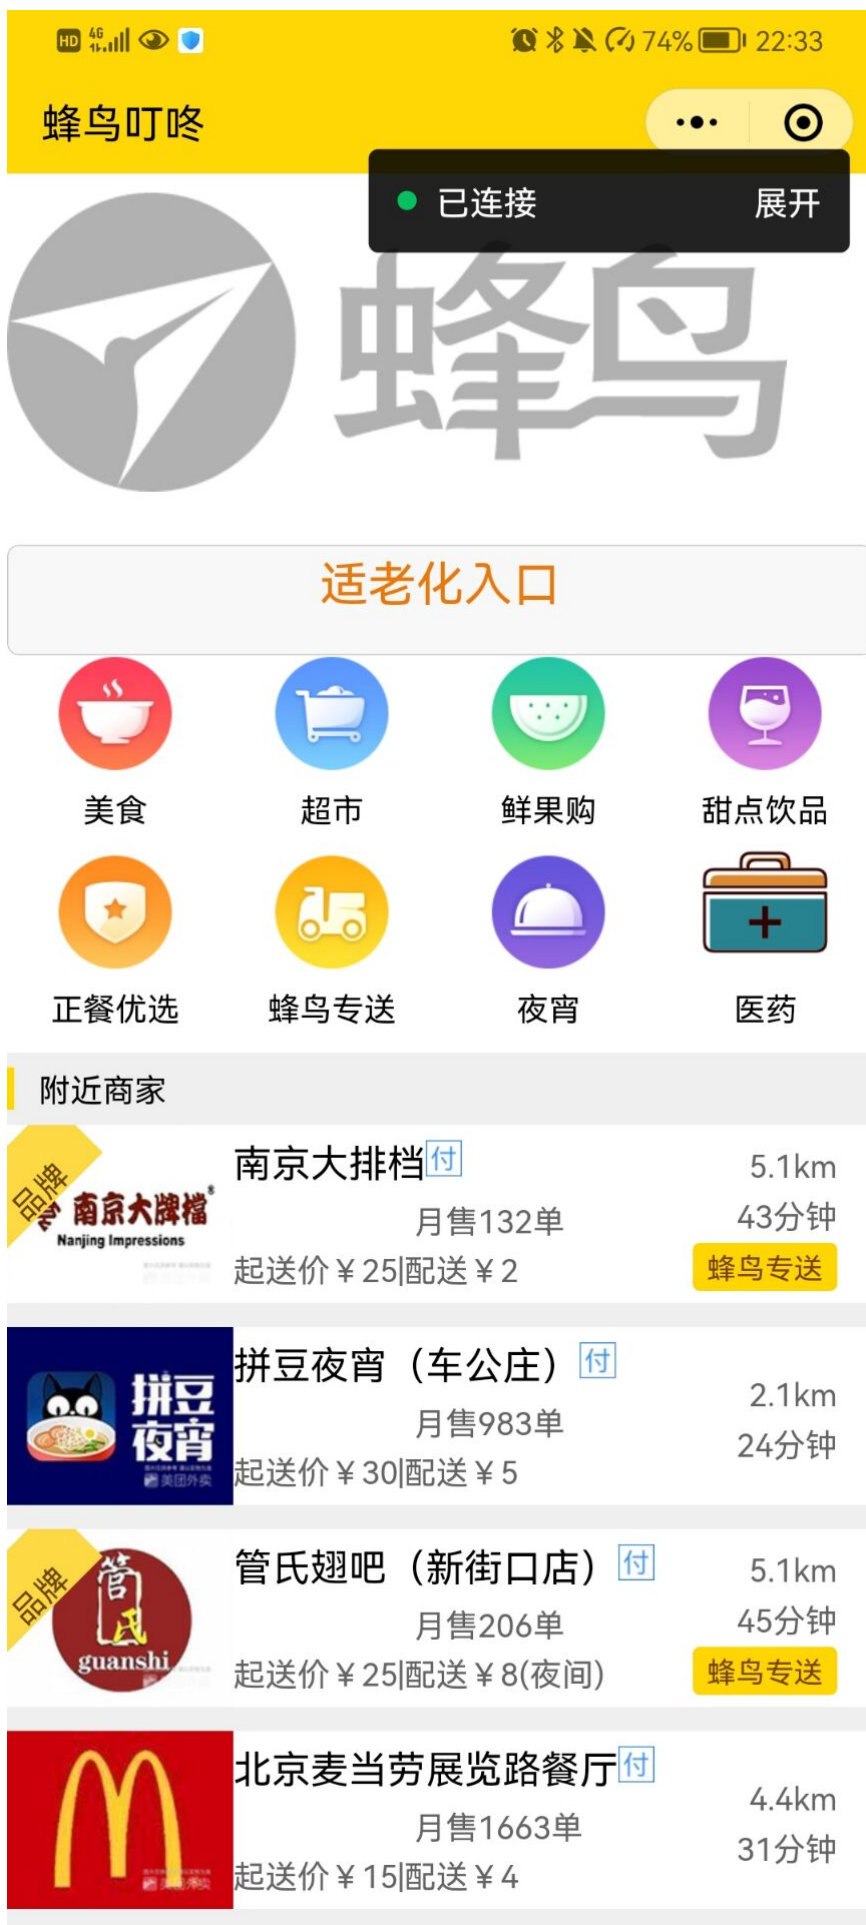 HD 4G 74% 22:33
蜂鸟叮咚
已连接 展开
蜂鸟
适老化入口
美食 超市 鲜果购 甜点饮品
正餐优选 蜂鸟专送 夜宵 医药
附近商家
品牌
南京大牌檔®
Nanjing Impressions
南京大排档 付
月售132单
起送价¥25|配送¥2
5.1km
43分钟
蜂鸟专送
拼豆
夜宵
美团外卖
拼豆夜宵（车公庄） 付
月售983单
起送价¥30|配送¥5
2.1km
24分钟
品牌
管氏
guanshi
管氏翅吧（新街口店） 付
月售206单
起送价¥25|配送¥8(夜间)
5.1km
45分钟
蜂鸟专送
美团外卖
北京麦当劳展览路餐厅 付
月售1663单
起送价¥15|配送¥4
4.4km
31分钟